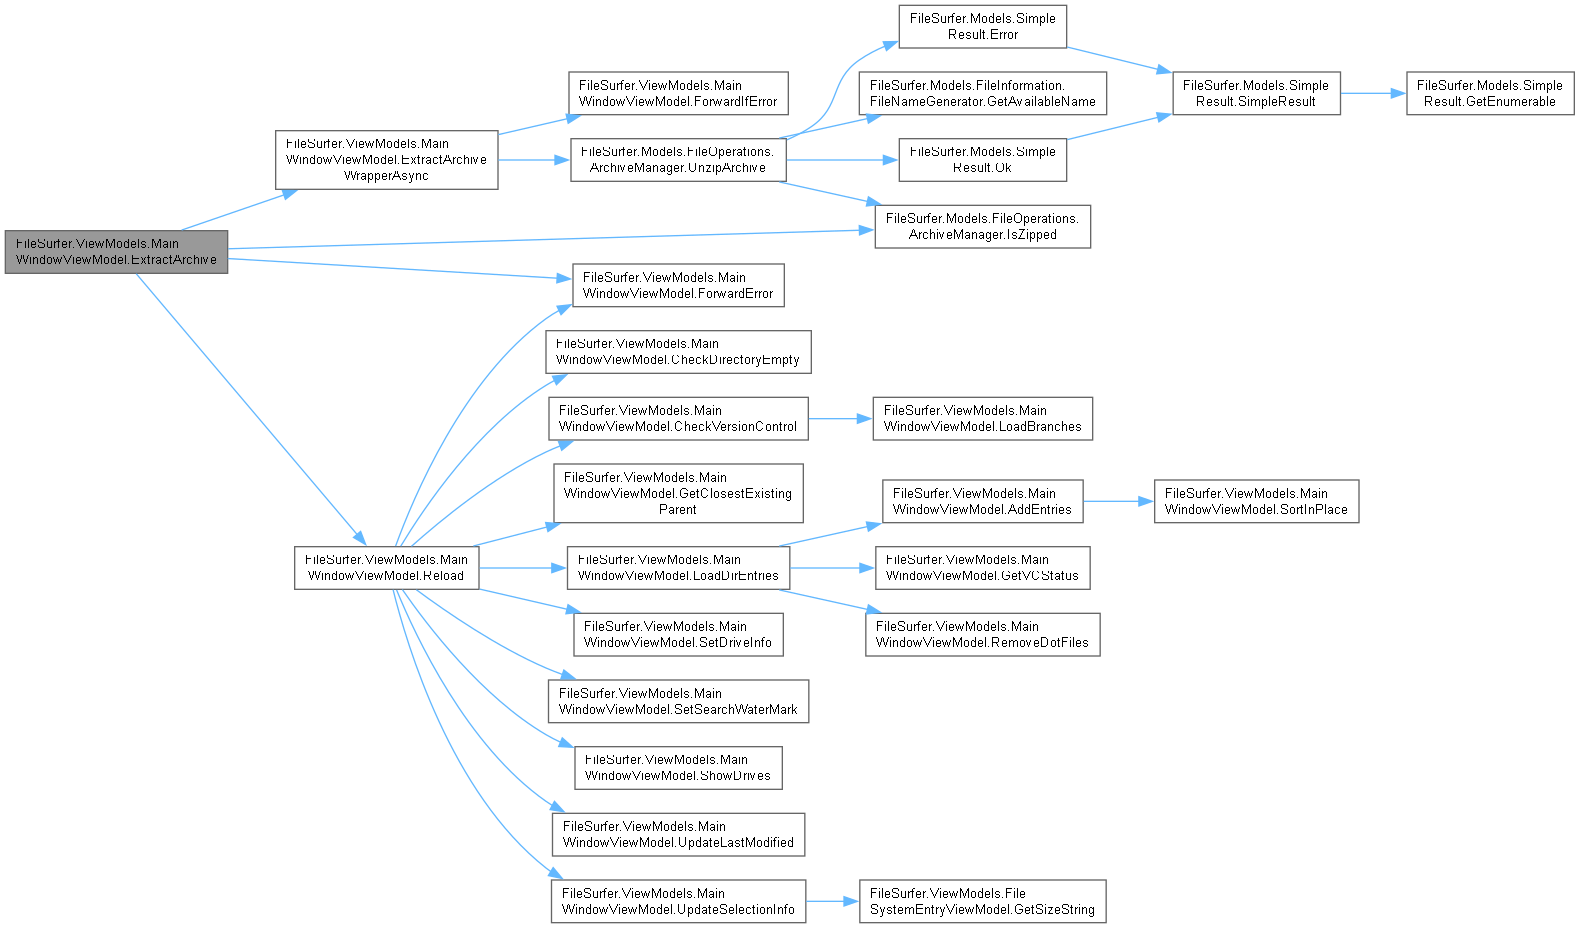 FileSurfer.Models.Simple
Result.Error
FileSurfer.ViewModels.Main
WindowViewModel.ForwardIfError
FileSurfer.Models.FileInformation.
FileNameGenerator.GetAvailableName
FileSurfer.Models.Simple
Result.SimpleResult
FileSurfer.Models.Simple
Result.GetEnumerable
FileSurfer.ViewModels.Main
WindowViewModel.ExtractArchive
WrapperAsync
FileSurfer.Models.FileOperations.
ArchiveManager.UnzipArchive
FileSurfer.Models.Simple
Result.Ok
FileSurfer.Models.FileOperations.
ArchiveManager.IsZipped
FileSurfer.ViewModels.Main
WindowViewModel.ExtractArchive
FileSurfer.ViewModels.Main
WindowViewModel.ForwardError
FileSurfer.ViewModels.Main
WindowViewModel.CheckDirectoryEmpty
FileSurfer.ViewModels.Main
WindowViewModel.CheckVersionControl
FileSurfer.ViewModels.Main
WindowViewModel.LoadBranches
FileSurfer.ViewModels.Main
WindowViewModel.GetClosestExisting
Parent
FileSurfer.ViewModels.Main
WindowViewModel.AddEntries
FileSurfer.ViewModels.Main
WindowViewModel.SortInPlace
FileSurfer.ViewModels.Main
WindowViewModel.Reload
FileSurfer.ViewModels.Main
WindowViewModel.LoadDirEntries
FileSurfer.ViewModels.Main
WindowViewModel.GetVCStatus
FileSurfer.ViewModels.Main
WindowViewModel.SetDriveInfo
FileSurfer.ViewModels.Main
WindowViewModel.RemoveDotFiles
FileSurfer.ViewModels.Main
WindowViewModel.SetSearchWaterMark
FileSurfer.ViewModels.Main
WindowViewModel.ShowDrives
FileSurfer.ViewModels.Main
WindowViewModel.UpdateLastModified
FileSurfer.ViewModels.Main
WindowViewModel.UpdateSelectionInfo
FileSurfer.ViewModels.File
SystemEntryViewModel.GetSizeString